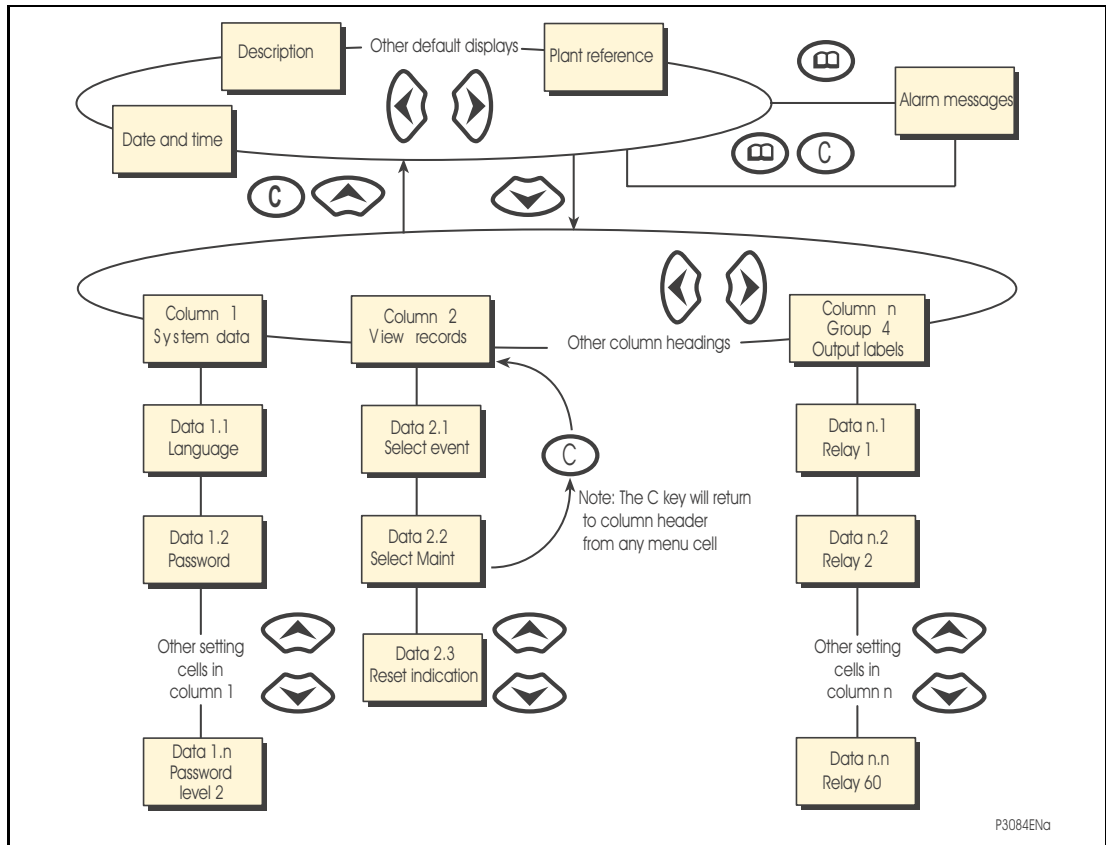 Description
Other default displays
Plant reference
Alarm messages
Date and time
C
C
Column 1
System data
Column 2
View records
Other column headings
Column n
Group 4
Output labels
Data 1.1
Language
Data 2.1
Select event
C
Data n.1
Relay 1
Note: The C key will return
to column header
from any menu cell
Data 1.2
Password
Data 2.2
Select Maint
Data n.2
Relay 2
Other setting
cells in
column 1
Data 2.3
Reset indication
Other setting
cells in
column n
Data 1.n
Password
level 2
Data n.n
Relay 60
P3084ENa